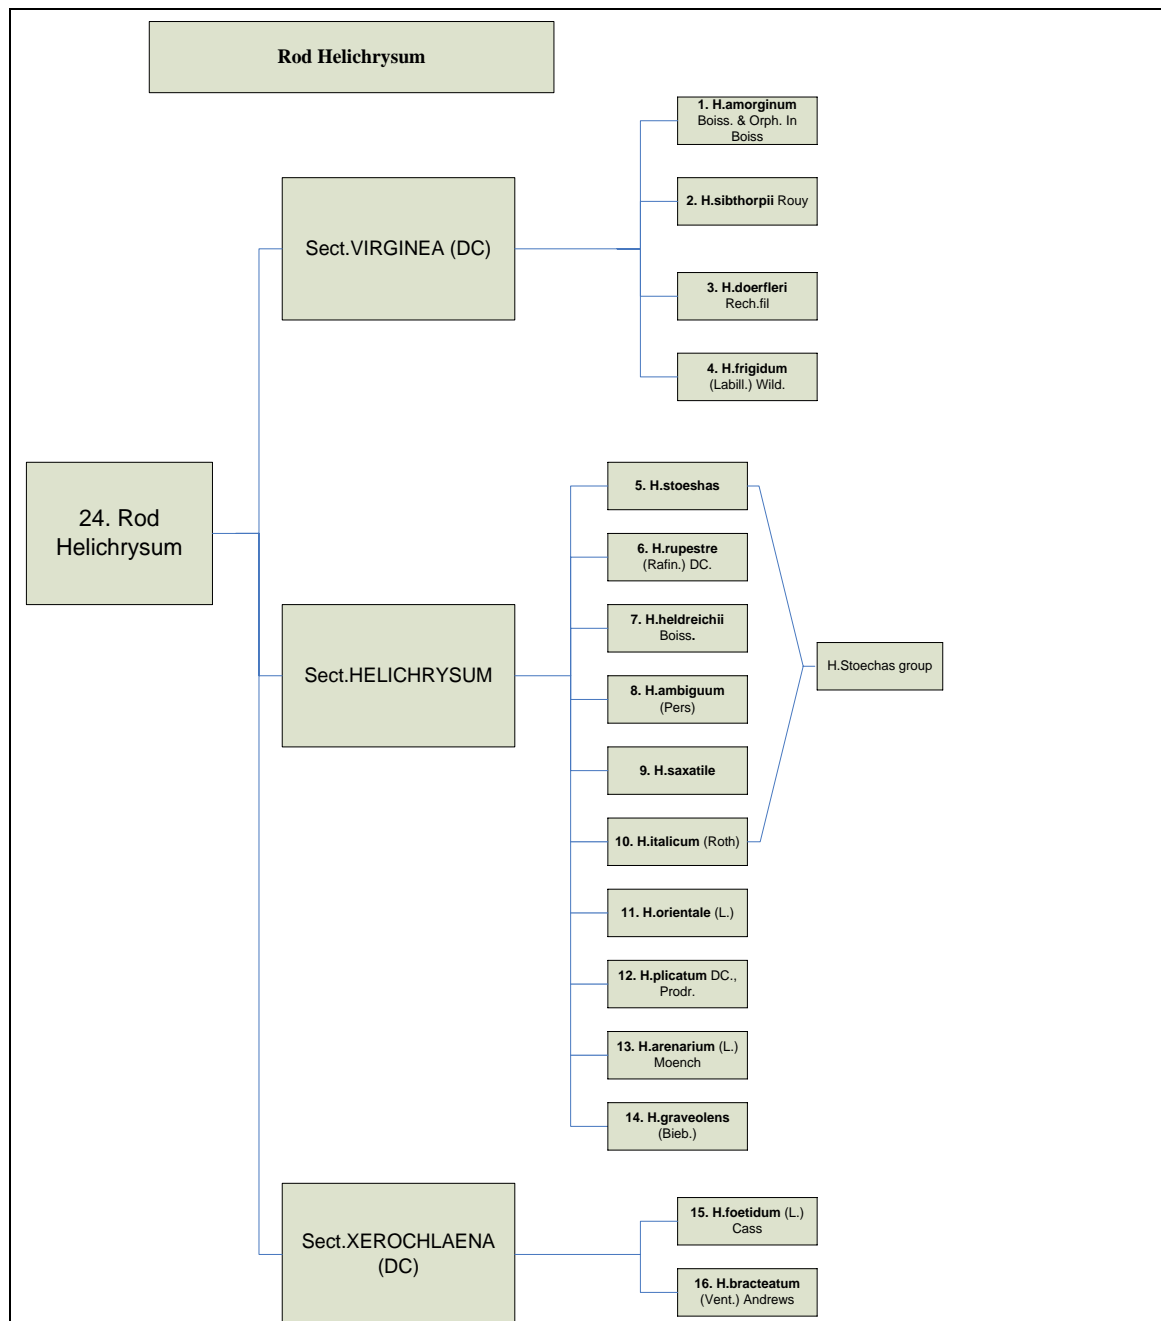 Rod Helichrysum
24. Rod
Helichrysum
Sect.VIRGINEA (DC)
1. H.amorginum
Boiss. & Orph. In
Boiss
2. H.sibthorpii Rouy
3. H.doerfleri
Rech.fil
4. H.frigidum
(Labill.) Wild.
Sect.HELICHRYSUM
5. H.stoeshas
6. H.rupestre
(Rafin.) DC.
7. H.heldreichii
Boiss.
8. H.ambiguum
(Pers)
9. H.saxatile
10. H.italicum (Roth)
H.Stoechas group
11. H.orientale (L.)
12. H.plicatum DC.,
Prodr.
13. H.arenarium (L.)
Moench
14. H.graveolens
(Bieb.)
Sect.XEROCHLAENA
(DC)
15. H.foetidum (L.)
Cass
16. H.bracteatum
(Vent.) Andrews